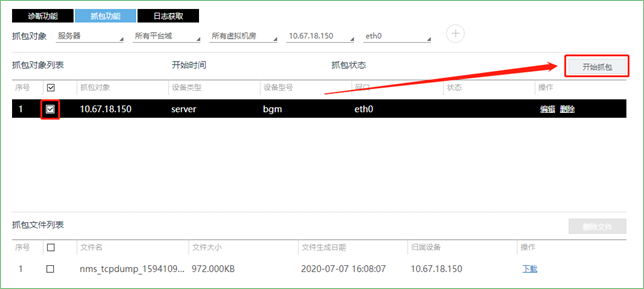 诊断功能 抓包功能 日志获取
抓包对象 服务器 所有平台域 所有虚拟机房 10.67.18.150 eth0
抓包对象列表 开始时间 抓包状态 开始抓包
序号 抓包对象 设备类型 设备型号 网口 状态 操作
1 10.67.18.150 server bgm eth0 编辑 删除
抓包文件列表 删除文件
序号 文件名 文件大小 文件生成日期 归属设备 操作
1 nms_tcpdump_1594109... 972.000KB 2020-07-07 16:08:07 10.67.18.150 下载